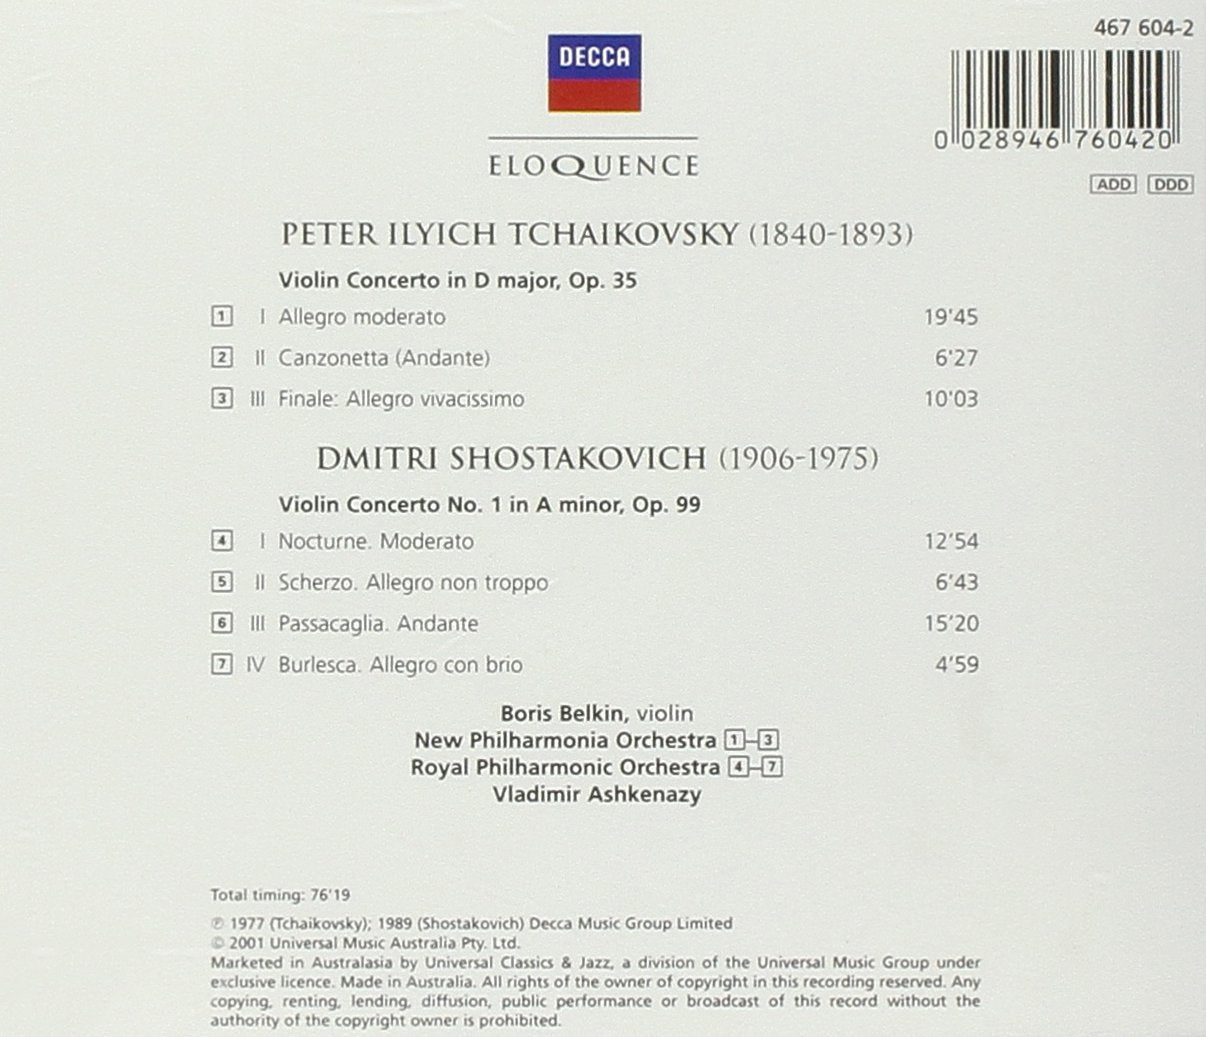 467 604-2
DECCA
ELOQUENCE
0 028946 760420
ADD DDD
PETER ILYICH TCHAIKOVSKY (1840-1893)
Violin Concerto in D major, Op. 35
1 I Allegro moderato 19'45
2 II Canzonetta (Andante) 6'27
3 III Finale: Allegro vivacissimo 10'03
DMITRI SHOSTAKOVICH (1906-1975)
Violin Concerto No. 1 in A minor, Op. 99
4 I Nocturne. Moderato 12'54
5 II Scherzo. Allegro non troppo 6'43
6 III Passacaglia. Andante 15'20
7 IV Burlesca. Allegro con brio 4'59
Boris Belkin, violin
New Philharmonia Orchestra 1–3
Royal Philharmonic Orchestra 4–7
Vladimir Ashkenazy
Total timing: 76'19
℗ 1977 (Tchaikovsky); 1989 (Shostakovich) Decca Music Group Limited
© 2001 Universal Music Australia Pty. Ltd.
Marketed in Australasia by Universal Classics & Jazz, a division of the Universal Music Group under
exclusive licence. Made in Australia. All rights of the owner of copyright in this recording reserved. Any
copying, renting, lending, diffusion, public performance or broadcast of this record without the
authority of the copyright owner is prohibited.